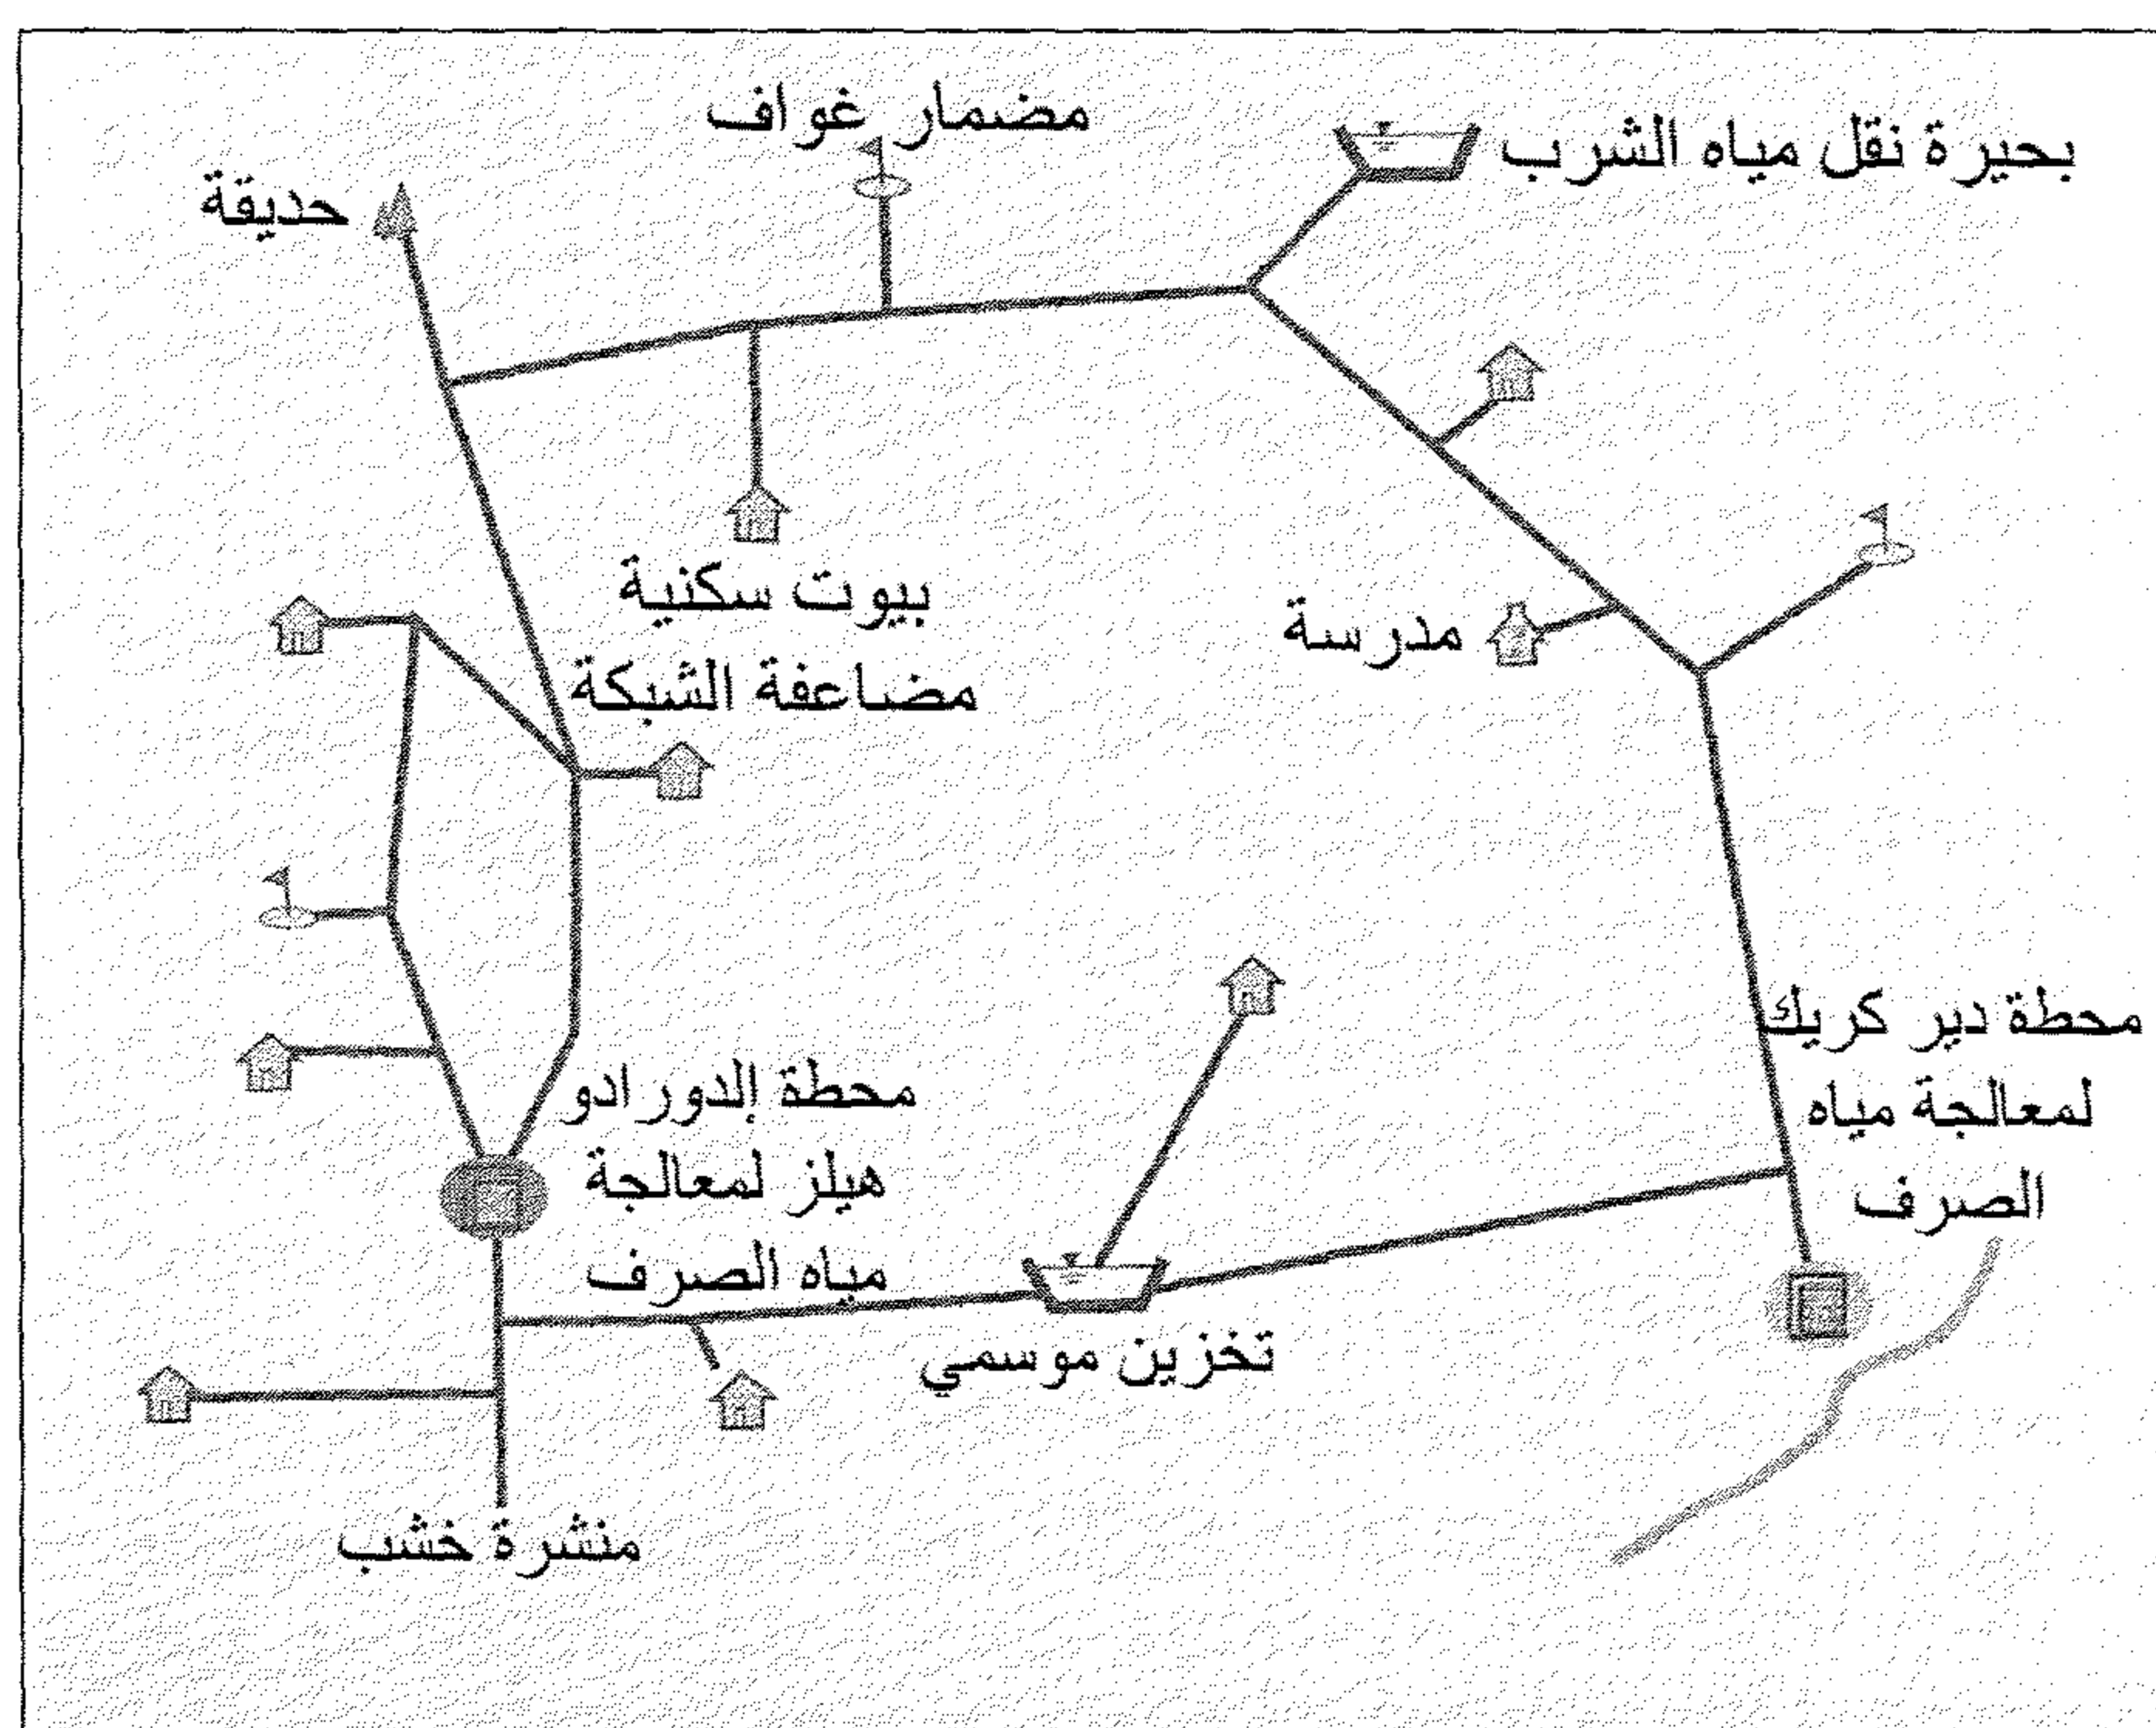 مضمار غواف
بحيرة نقل مياه الشرب
حديقة
بيوت سكنية
مضاعفة الشبكة
مدرسة
محطة دير كريك
لمعالجة مياه
الصرف
محطة إلدورادو
هيلز لمعالجة
مياه الصرف
تخزين موسمي
منشرة خشب